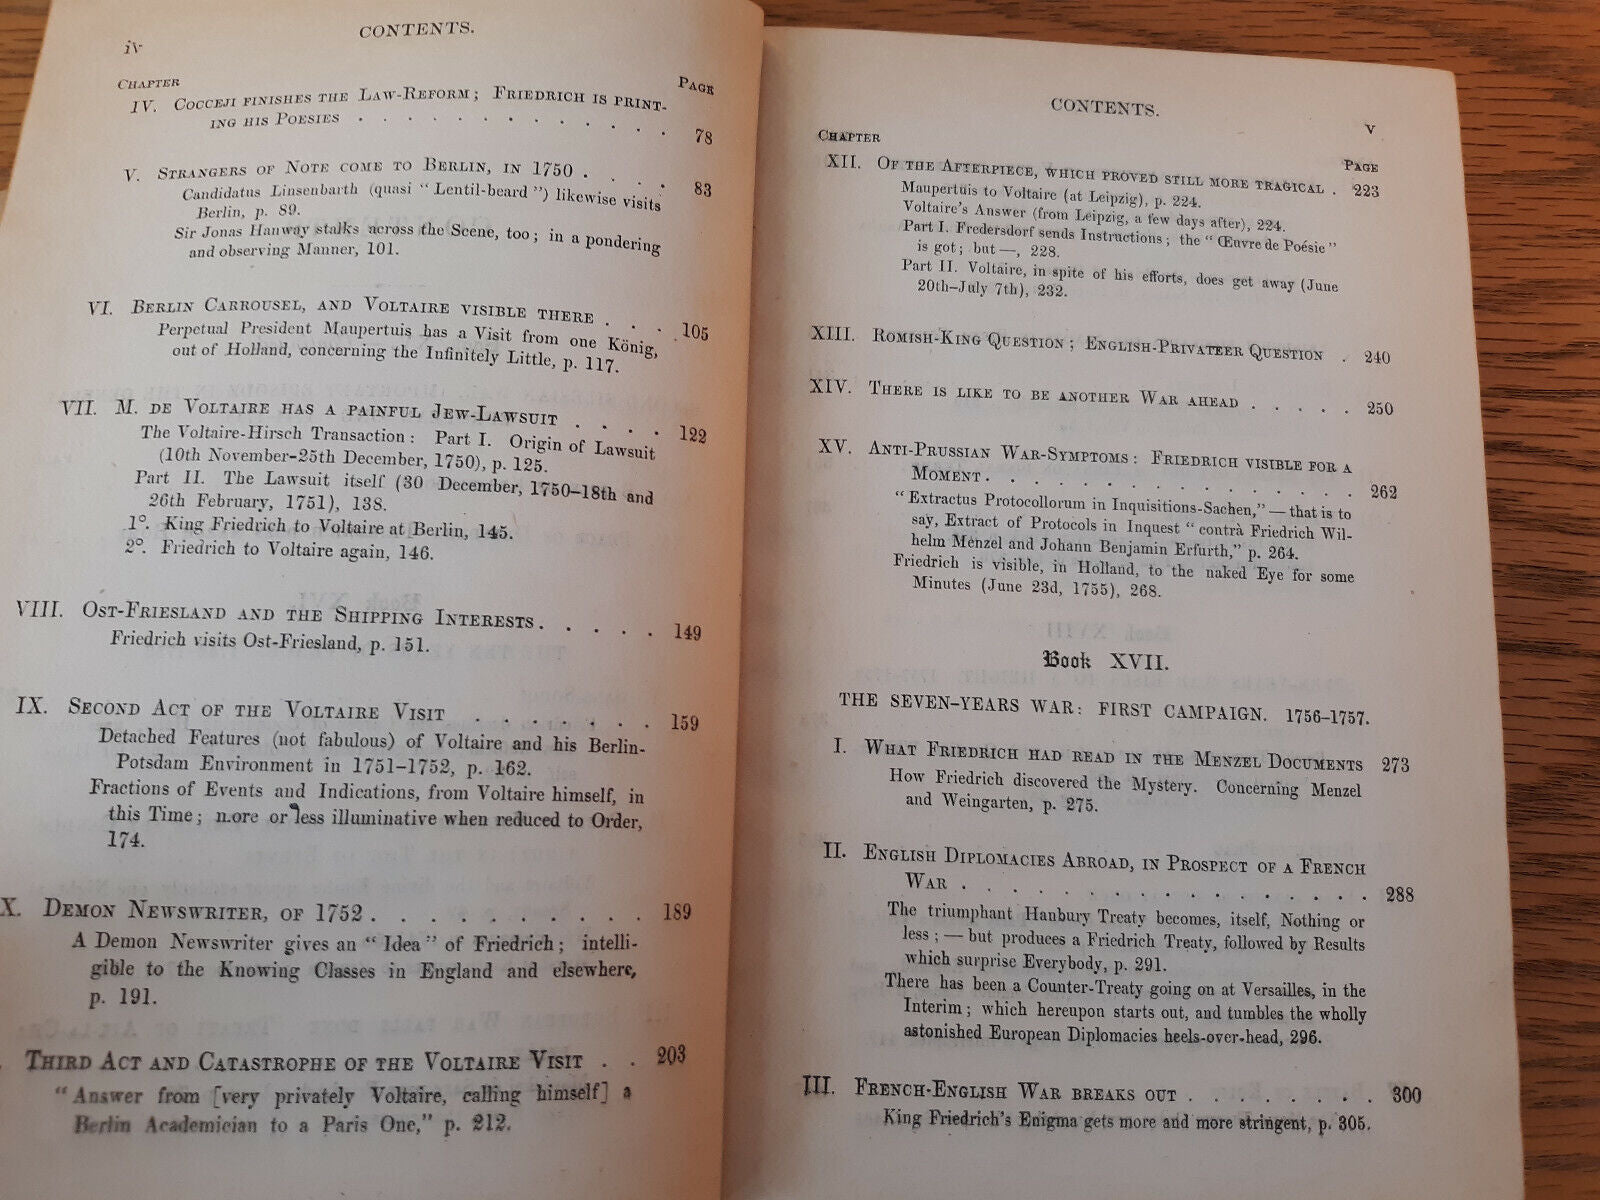 iv
CONTENTS.
CHAPTER
PAGE
IV. COCCEJI FINISHES THE LAW-REFORM; FRIEDRICH IS PRINT-
ING HIS POESIES . . . . . . . . . . . . 78
V. STRANGERS OF NOTE COME TO BERLIN, IN 1750 . . . . 83
Candidatus Linsenbarth (quasi "Lentil-beard") likewise visits
Berlin, p. 89.
Sir Jonas Hanway stalks across the Scene, too; in a pondering
and observing Manner, 101.
VI. BERLIN CARROUSEL, AND VOLTAIRE VISIBLE THERE . . . 105
Perpetual President Maupertuis has a Visit from one König,
out of Holland, concerning the Infinitely Little, p. 117.
VII. M. DE VOLTAIRE HAS A PAINFUL JEW-LAWSUIT . . . . 122
The Voltaire-Hirsch Transaction: Part I. Origin of Lawsuit
(10th November-25th December, 1750), p. 125.
Part II. The Lawsuit itself (30 December, 1750-18th and
26th February, 1751), 138.
1°. King Friedrich to Voltaire at Berlin, 145.
2°. Friedrich to Voltaire again, 146.
VIII. OST-FRIESLAND AND THE SHIPPING INTERESTS. . . . . 149
Friedrich visits Ost-Friesland, p. 151.
IX. SECOND ACT OF THE VOLTAIRE VISIT . . . . . . . 159
Detached Features (not fabulous) of Voltaire and his Berlin-
Potsdam Environment in 1751-1752, p. 162.
Fractions of Events and Indications, from Voltaire himself, in
this Time; more or less illuminative when reduced to Order,
174.
X. DEMON NEWSWRITER, OF 1752 . . . . . . . . . . 189
A Demon Newswriter gives an "Idea" of Friedrich; intelli-
gible to the Knowing Classes in England and elsewhere,
p. 191.
THIRD ACT AND CATASTROPHE OF THE VOLTAIRE VISIT . . 203
"Answer from [very privately Voltaire, calling himself] a
Berlin Academician to a Paris One," p. 212.
CONTENTS.
v
CHAPTER
PAGE
XII. OF THE AFTERPIECE, WHICH PROVED STILL MORE TRAGICAL . 223
Maupertuis to Voltaire (at Leipzig), p. 224.
Voltaire's Answer (from Leipzig, a few days after), 224.
Part I. Fredersdorf sends Instructions; the "Œuvre de Poésie"
is got; but —, 228.
Part II. Voltaire, in spite of his efforts, does get away (June
20th-July 7th), 232.
XIII. ROMISH-KING QUESTION; ENGLISH-PRIVATEER QUESTION . 240
XIV. THERE IS LIKE TO BE ANOTHER WAR AHEAD . . . . . 250
XV. ANTI-PRUSSIAN WAR-SYMPTOMS: FRIEDRICH VISIBLE FOR A
MOMENT . . . . . . . . . . . . . . . . 262
"Extractus Protocollorum in Inquisitions-Sachen,"—that is to
say, Extract of Protocols in Inquest "contrà Friedrich Wil-
helm Menzel and Johann Benjamin Erfurth," p. 264.
Friedrich is visible, in Holland, to the naked Eye for some
Minutes (June 23d, 1755), 268.
Book XVII.
THE SEVEN-YEARS WAR: FIRST CAMPAIGN. 1756-1757.
I. WHAT FRIEDRICH HAD READ IN THE MENZEL DOCUMENTS 273
How Friedrich discovered the Mystery. Concerning Menzel
and Weingarten, p. 275.
II. ENGLISH DIPLOMACIES ABROAD, IN PROSPECT OF A FRENCH
WAR . . . . . . . . . . . . . . . . . 288
The triumphant Hanbury Treaty becomes, itself, Nothing or
less;—but produces a Friedrich Treaty, followed by Results
which surprise Everybody, p. 291.
There has been a Counter-Treaty going on at Versailles, in the
Interim; which hereupon starts out, and tumbles the wholly
astonished European Diplomacies heels-over-head, 296.
III. FRENCH-ENGLISH WAR BREAKS OUT . . . . . . . . 300
King Friedrich's Enigma gets more and more stringent, p. 305.